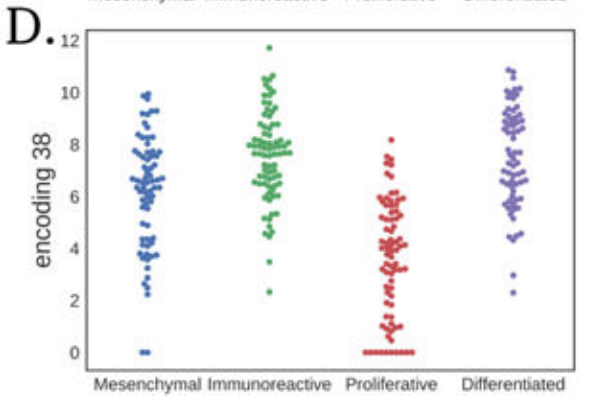 D.
12
10
8
6
4
2
0
encoding 38
Mesenchymal Immunoreactive Proliferative Differentiated